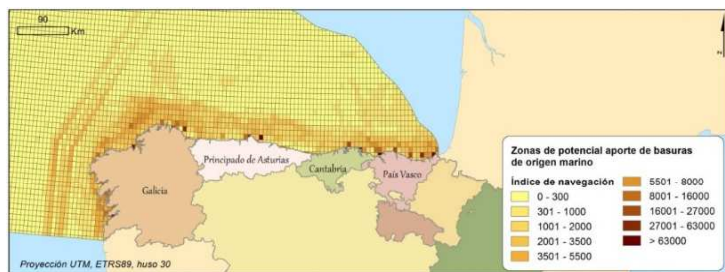 90
Km
N
Galicia
Principado de Asturias
Cantabria
País Vasco
Proyección UTM, ETRS89, huso 30
Zonas de potencial aporte de basuras
de origen marino
Índice de navegación
0 - 300
301 - 1000
1001 - 2000
2001 - 3500
3501 - 5500
5501 - 8000
8001 - 16000
16001 - 27000
27001 - 63000
> 63000